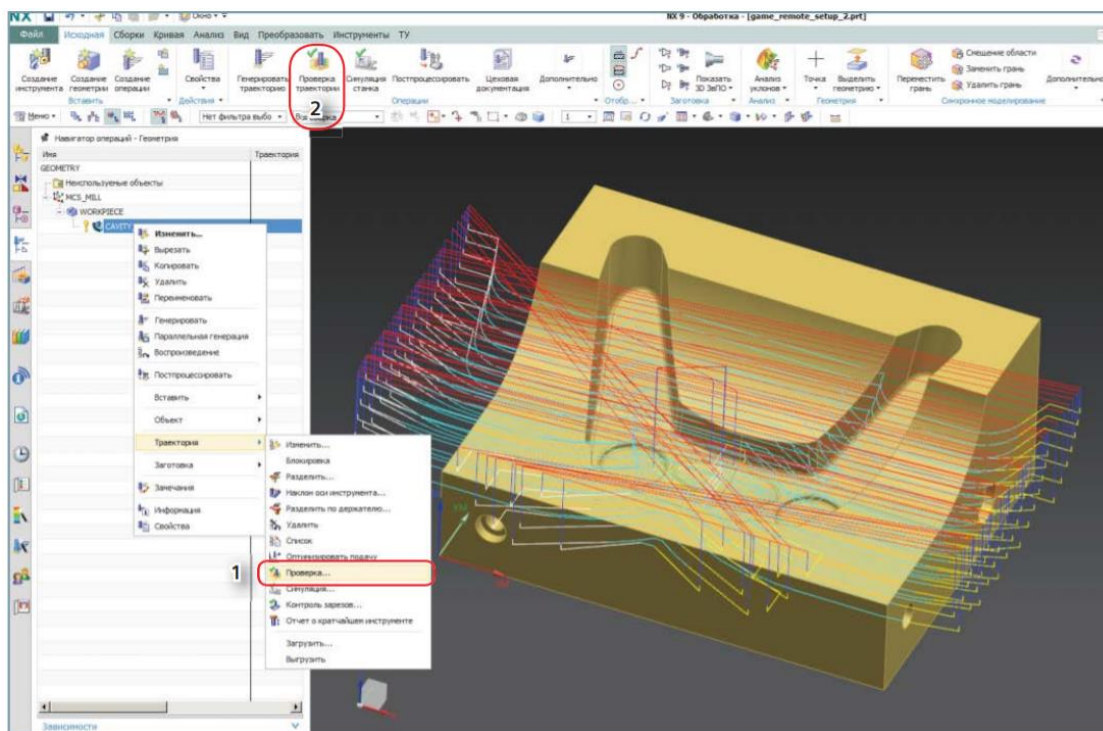 NX
Окно
NX 9 - Обработка - [game_remote_setup_2.prt]
Файл Исходная Сборки Кривая Анализ Вид Преобразовать Инструменты ТУ
Создание инструмента
Создание геометрии
Создание операции
Свойства
Генерировать траекторию
Проверка траектории
Симуляция станка
Постпроцессировать
Цеховая документация
Дополнительно
Показать 3D ЗеПО
Анализ уклонов
Точка
Выделить геометрию
Переместить грань
Смещение области
Заменить грань
Удалить грань
Дополнительно
Вставить Действия Операции Отобр... Заготовка Анализ Геометрия Синхронное моделирование
2
Меню Нет фильтра выбо 1
Навигатор операций - Геометрия
Имя Траектория
GEOMETRY
Неиспользуемые объекты
MCS_MILL
WORKPIECE
CAVITY
Изменить...
Вырезать
Копировать
Удалить
Переименовать
Генерировать
Параллельная генерация
Воспроизведение
Постпроцессировать
Вставить
Объект
Траектория
Заготовка
Замечания
Информация
Свойства
Изменить...
Блокировка
Разделить...
Наклон оси инструмента...
Разделить по держателю...
Удалить
Список
Оптимизировать подачу
1
Проверка...
Симуляция...
Контроль зарезов...
Отчет о кратчайшем инструменте
Загрузить...
Выгрузить
Зависимости